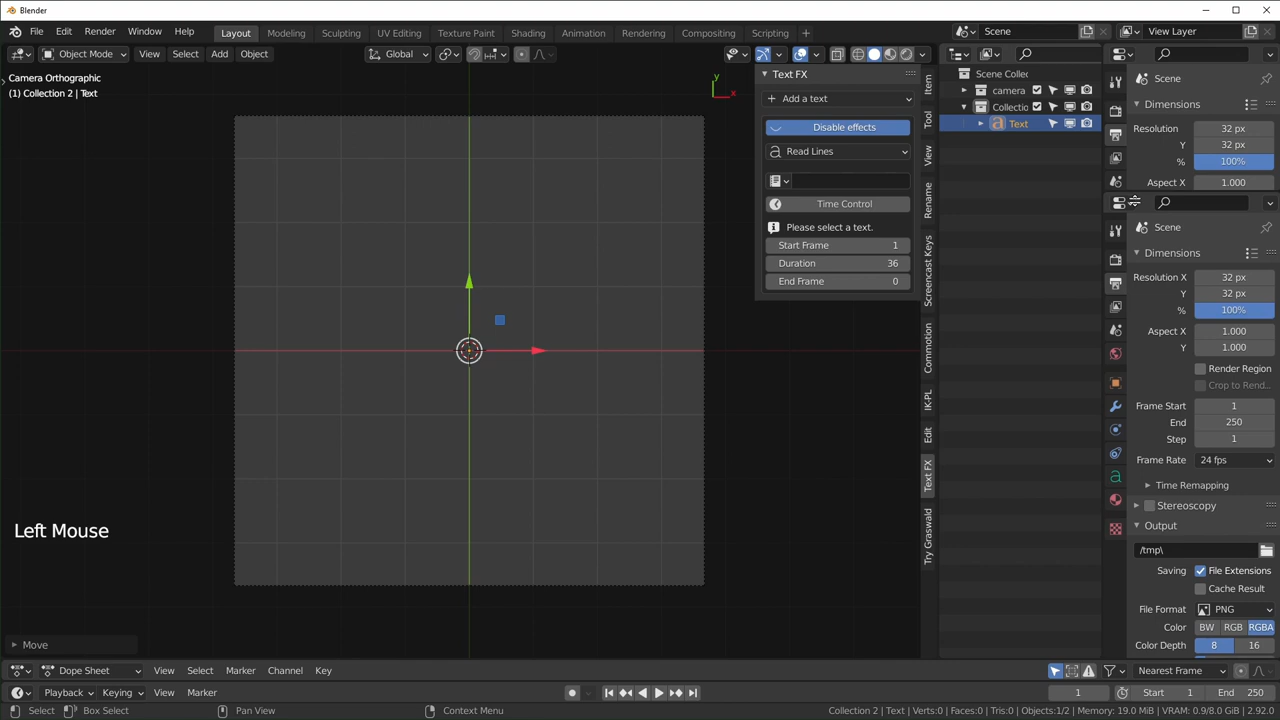 Blender
File Edit Render Window Help Layout Modeling Sculpting UV Editing Texture Paint Shading Animation Rendering Compositing Scripting Scene View Layer
Object Mode View Select Add Object Global
Camera Orthographic
(1) Collection 2 | Text
y
x
Text FX
Add a text
Disable effects
Read Lines
Time Control
Please select a text.
Start Frame 1
Duration 36
End Frame 0
Item
Tool
View
Rename
Screencast Keys
Commotion
IK-PL
Edit
Text FX
Try Graswald
Scene Collec
camera
Collectio
Text
Scene
Dimensions
Resolution 32 px
Y 32 px
% 100%
Aspect X 1.000
Scene
Dimensions
Resolution X 32 px
Y 32 px
% 100%
Aspect X 1.000
Y 1.000
Render Region
Crop to Rend...
Frame Start 1
End 250
Step 1
Frame Rate 24 fps
Time Remapping
Stereoscopy
Output
/tmp\
Saving File Extensions
Cache Result
File Format PNG
Color BW RGB RGBA
Color Depth 8 16
Left Mouse
Move
Dope Sheet View Select Marker Channel Key Nearest Frame
Playback Keying View Marker 1 Start 1 End 250
Select Box Select Pan View Context Menu Collection 2 | Text | Verts:0 | Faces:0 | Tris:0 | Objects:1/2 | Memory: 19.0 MiB | VRAM: 0.9/8.0 GiB | 2.92.0